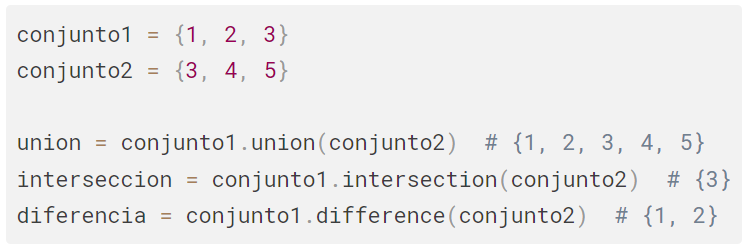 conjunto1 = {1, 2, 3}
conjunto2 = {3, 4, 5}

union = conjunto1.union(conjunto2)  # {1, 2, 3, 4, 5}
interseccion = conjunto1.intersection(conjunto2)  # {3}
diferencia = conjunto1.difference(conjunto2)  # {1, 2}